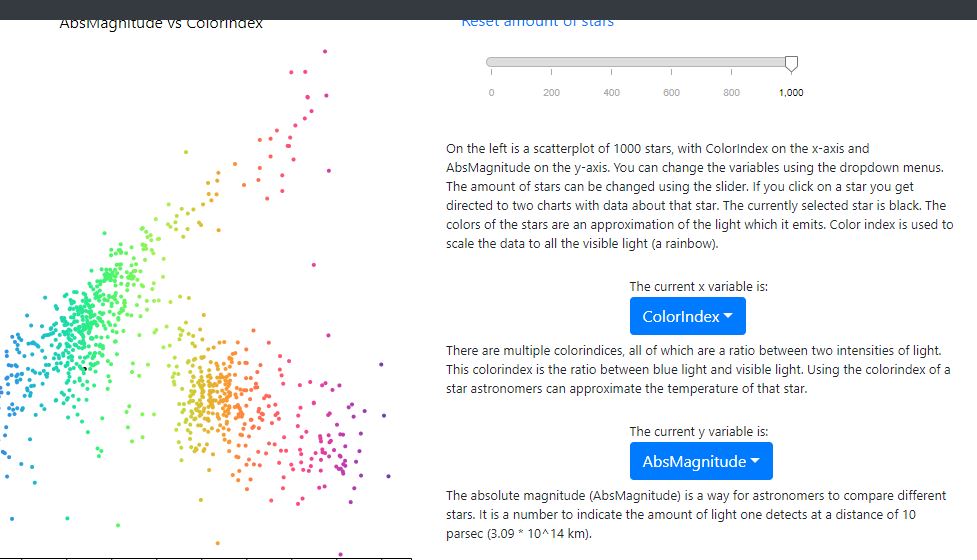 AbsMagnitude vs ColorIndex
Reset amount of stars
0 200 400 600 800 1,000
On the left is a scatterplot of 1000 stars, with ColorIndex on the x-axis and
AbsMagnitude on the y-axis. You can change the variables using the dropdown menus.
The amount of stars can be changed using the slider. If you click on a star you get
directed to two charts with data about that star. The currently selected star is black. The
colors of the stars are an approximation of the light which it emits. Color index is used to
scale the data to all the visible light (a rainbow).
The current x variable is:
ColorIndex
There are multiple colorindices, all of which are a ratio between two intensities of light.
This colorindex is the ratio between blue light and visible light. Using the colorindex of a
star astronomers can approximate the temperature of that star.
The current y variable is:
AbsMagnitude
The absolute magnitude (AbsMagnitude) is a way for astronomers to compare different
stars. It is a number to indicate the amount of light one detects at a distance of 10
parsec (3.09 * 10^14 km).